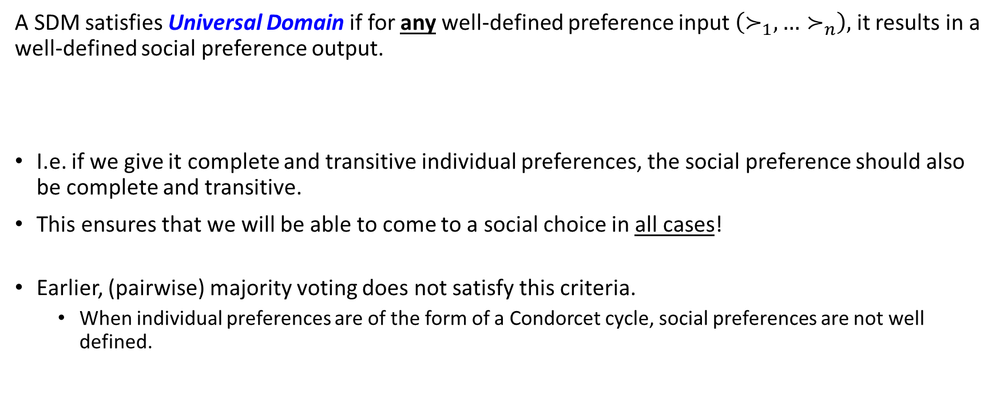 A SDM satisfies Universal Domain if for any well-defined preference input (≻₁, … ≻ₙ), it results in a
well-defined social preference output.
• I.e. if we give it complete and transitive individual preferences, the social preference should also
be complete and transitive.
• This ensures that we will be able to come to a social choice in all cases!
• Earlier, (pairwise) majority voting does not satisfy this criteria.
• When individual preferences are of the form of a Condorcet cycle, social preferences are not well
defined.